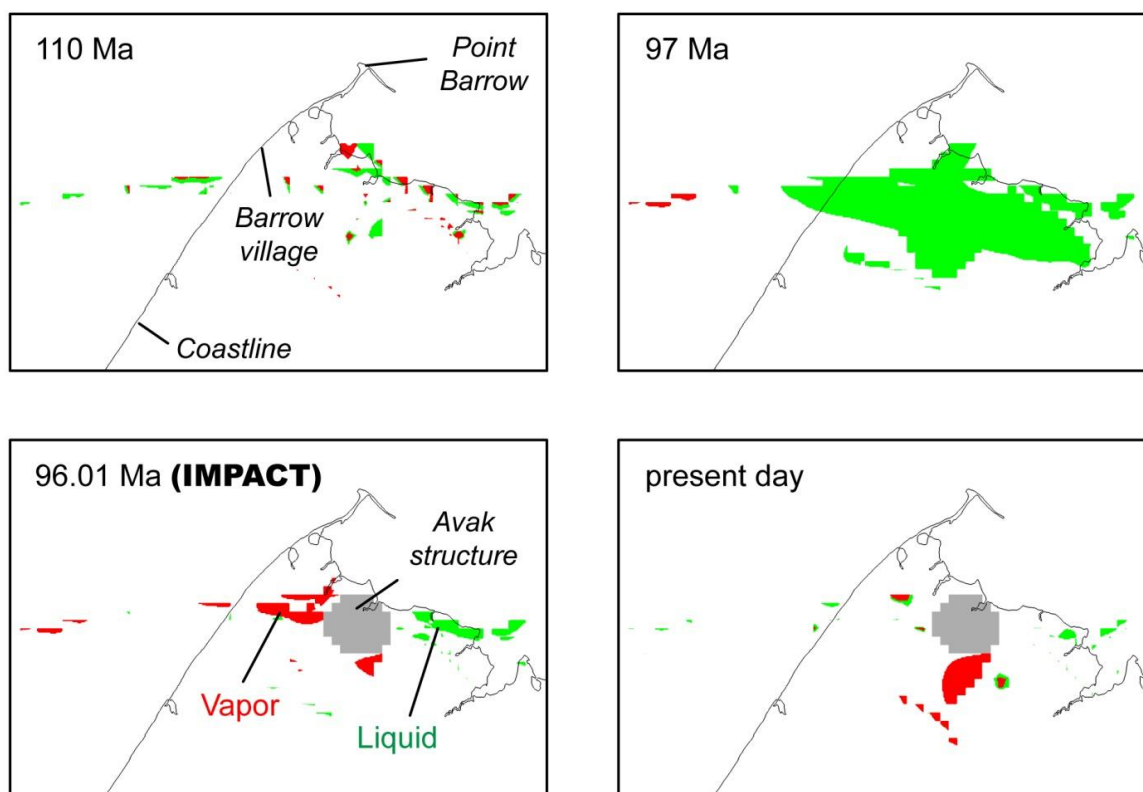 110 Ma
Point
Barrow
Barrow
village
Coastline
97 Ma
96.01 Ma (IMPACT)
Avak
structure
Vapor
Liquid
present day